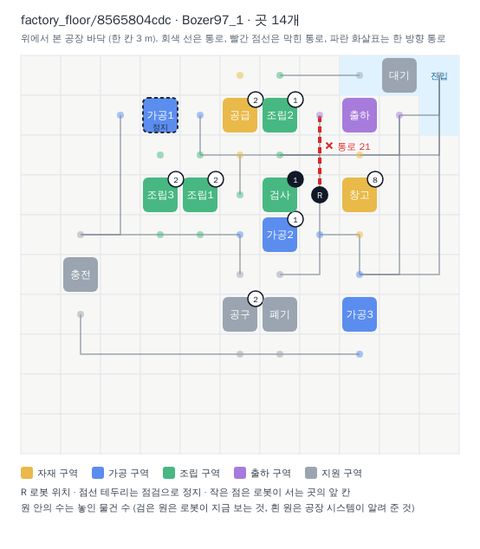 factory_floor/8565804cdc · Bozer97_1 · 곳 14개
위에서 본 공장 바닥 (한 칸 3 m). 회색 선은 통로, 빨간 점선은 막힌 통로, 파란 화살표는 한 방향 통로
대기
진입
가공1
정지
공급
2
조립2
1
출하
× 통로 21
조립3
2
조립1
2
검사
1
R
창고
8
가공2
1
충전
공구
2
폐기
가공3
자재 구역
가공 구역
조립 구역
출하 구역
지원 구역
R 로봇 위치 · 점선 테두리는 점검으로 정지 · 작은 점은 로봇이 서는 곳의 앞 칸
원 안의 수는 놓인 물건 수 (검은 원은 로봇이 지금 보는 것, 흰 원은 공장 시스템이 알려 준 것)